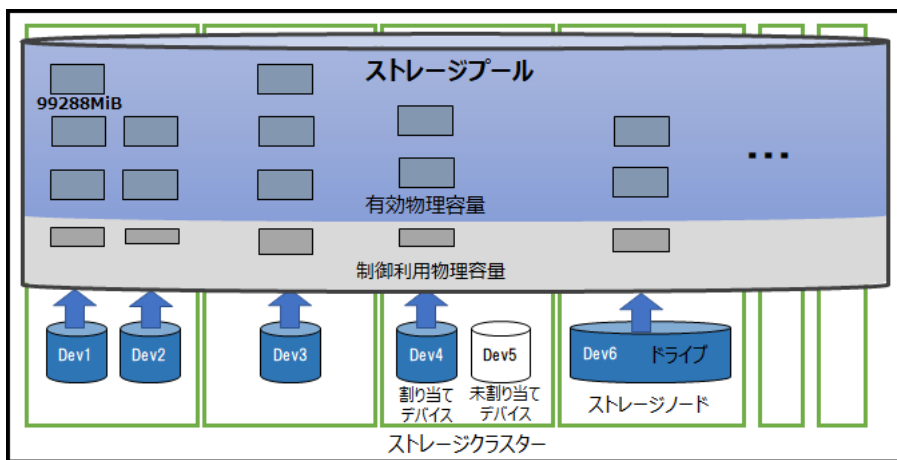 ストレージプール
99288MiB
...
有効物理容量
制御利用物理容量
Dev1
Dev2
Dev3
Dev4
Dev5
Dev6
ドライブ
割り当て
デバイス
未割り当て
デバイス
ストレージノード
ストレージクラスター